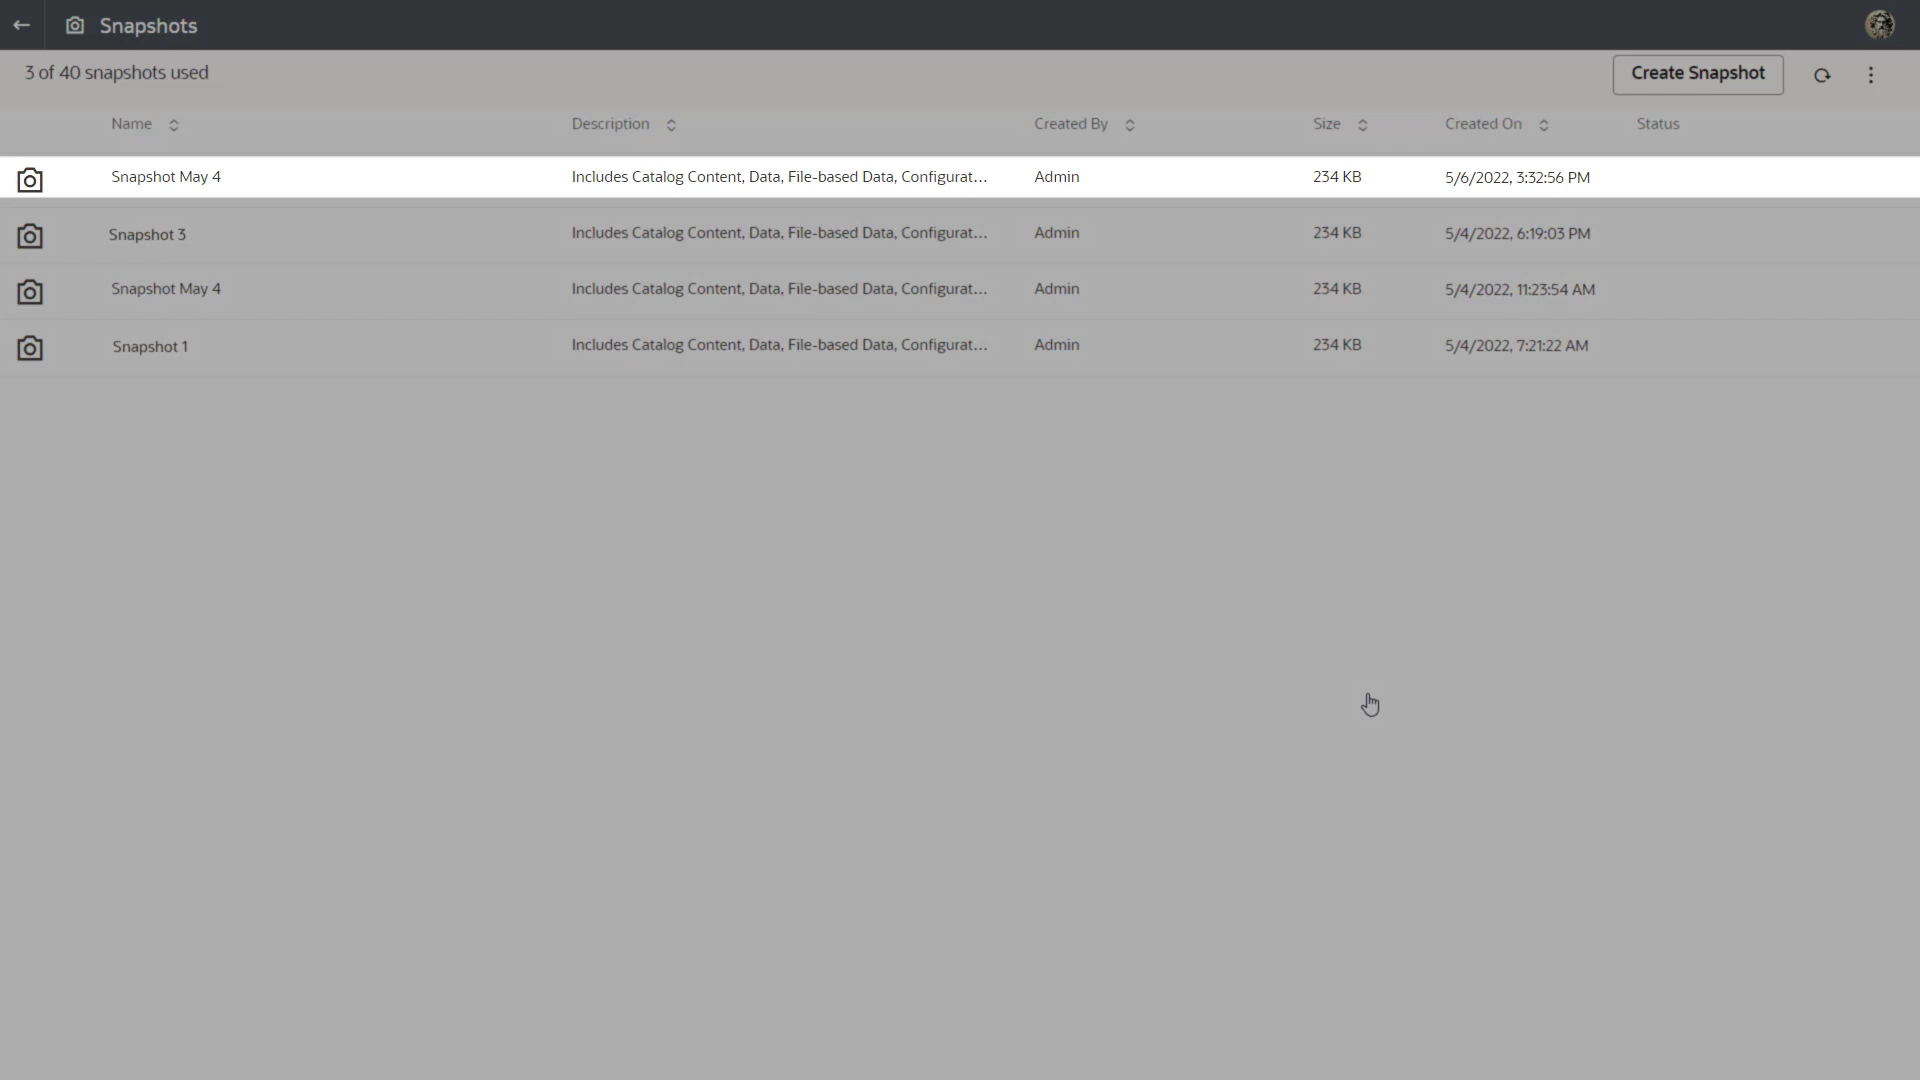 Snapshots
3 of 40 snapshots used
Create Snapshot
Name Description Created By Size Created On Status
Snapshot May 4 Includes Catalog Content, Data, File-based Data, Configurat... Admin 234 KB 5/6/2022, 3:32:56 PM
Snapshot 3 Includes Catalog Content, Data, File-based Data, Configurat... Admin 234 KB 5/4/2022, 6:19:03 PM
Snapshot May 4 Includes Catalog Content, Data, File-based Data, Configurat... Admin 234 KB 5/4/2022, 11:23:54 AM
Snapshot 1 Includes Catalog Content, Data, File-based Data, Configurat... Admin 234 KB 5/4/2022, 7:21:22 AM